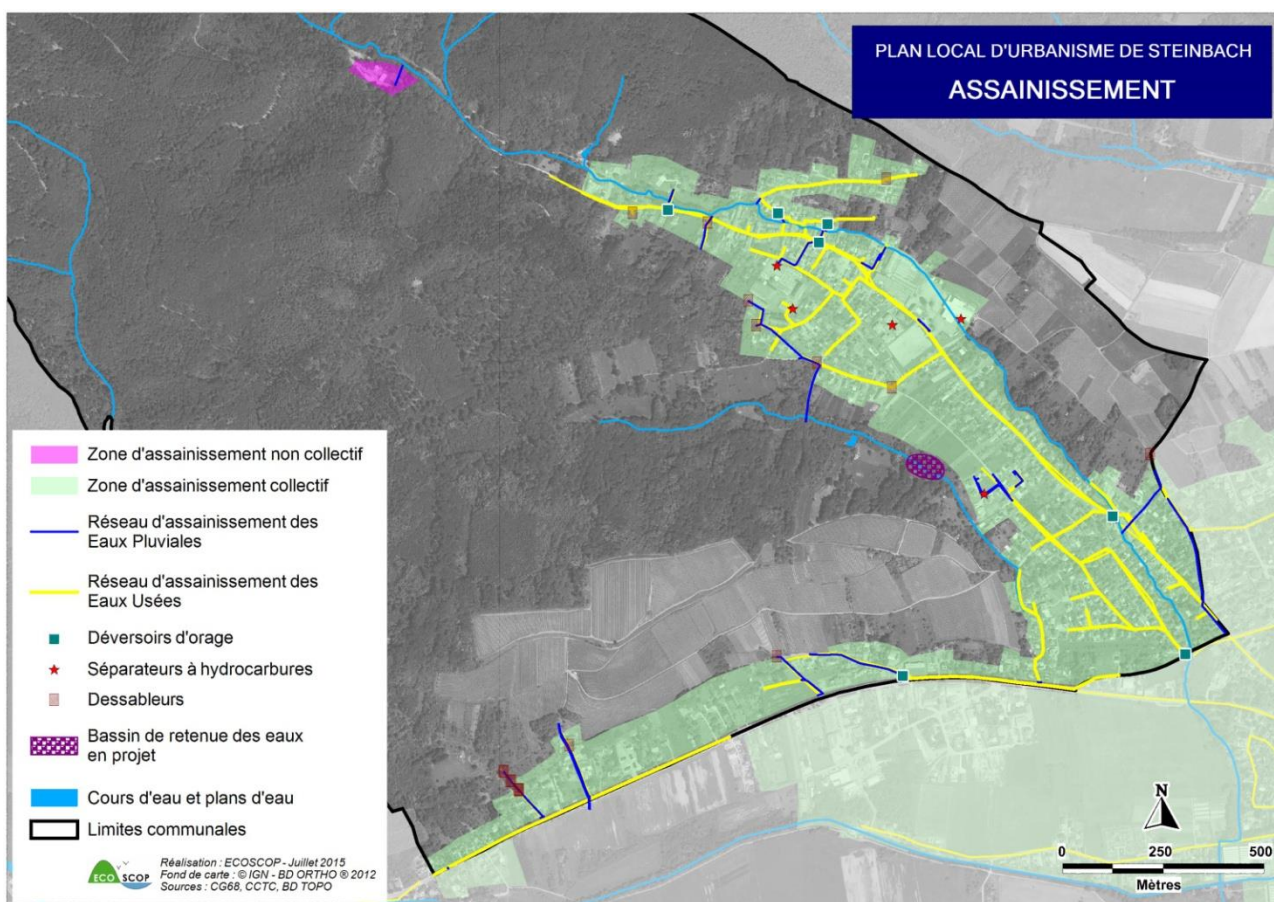 PLAN LOCAL D'URBANISME DE STEINBACH
ASSAINISSEMENT
Zone d'assainissement non collectif
Zone d'assainissement collectif
Réseau d'assainissement des
Eaux Pluviales
Réseau d'assainissement des
Eaux Usées
Déversoirs d'orage
Séparateurs à hydrocarbures
Dessableurs
Bassin de retenue des eaux
en projet
Cours d'eau et plans d'eau
Limites communales
ECO SCOP
Réalisation : ECOSCOP - Juillet 2015
Fond de carte : © IGN - BD ORTHO ® 2012
Sources : CG68, CCTC, BD TOPO
N
0 250 500
Mètres